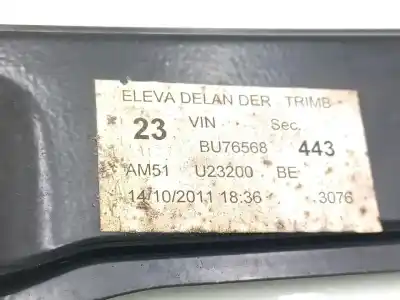 ELEVA DELAN DER TRIMB
23 VIN Sec.
BU76568 443
AM51 U23200 BE
14/10/2011 18:36 3076